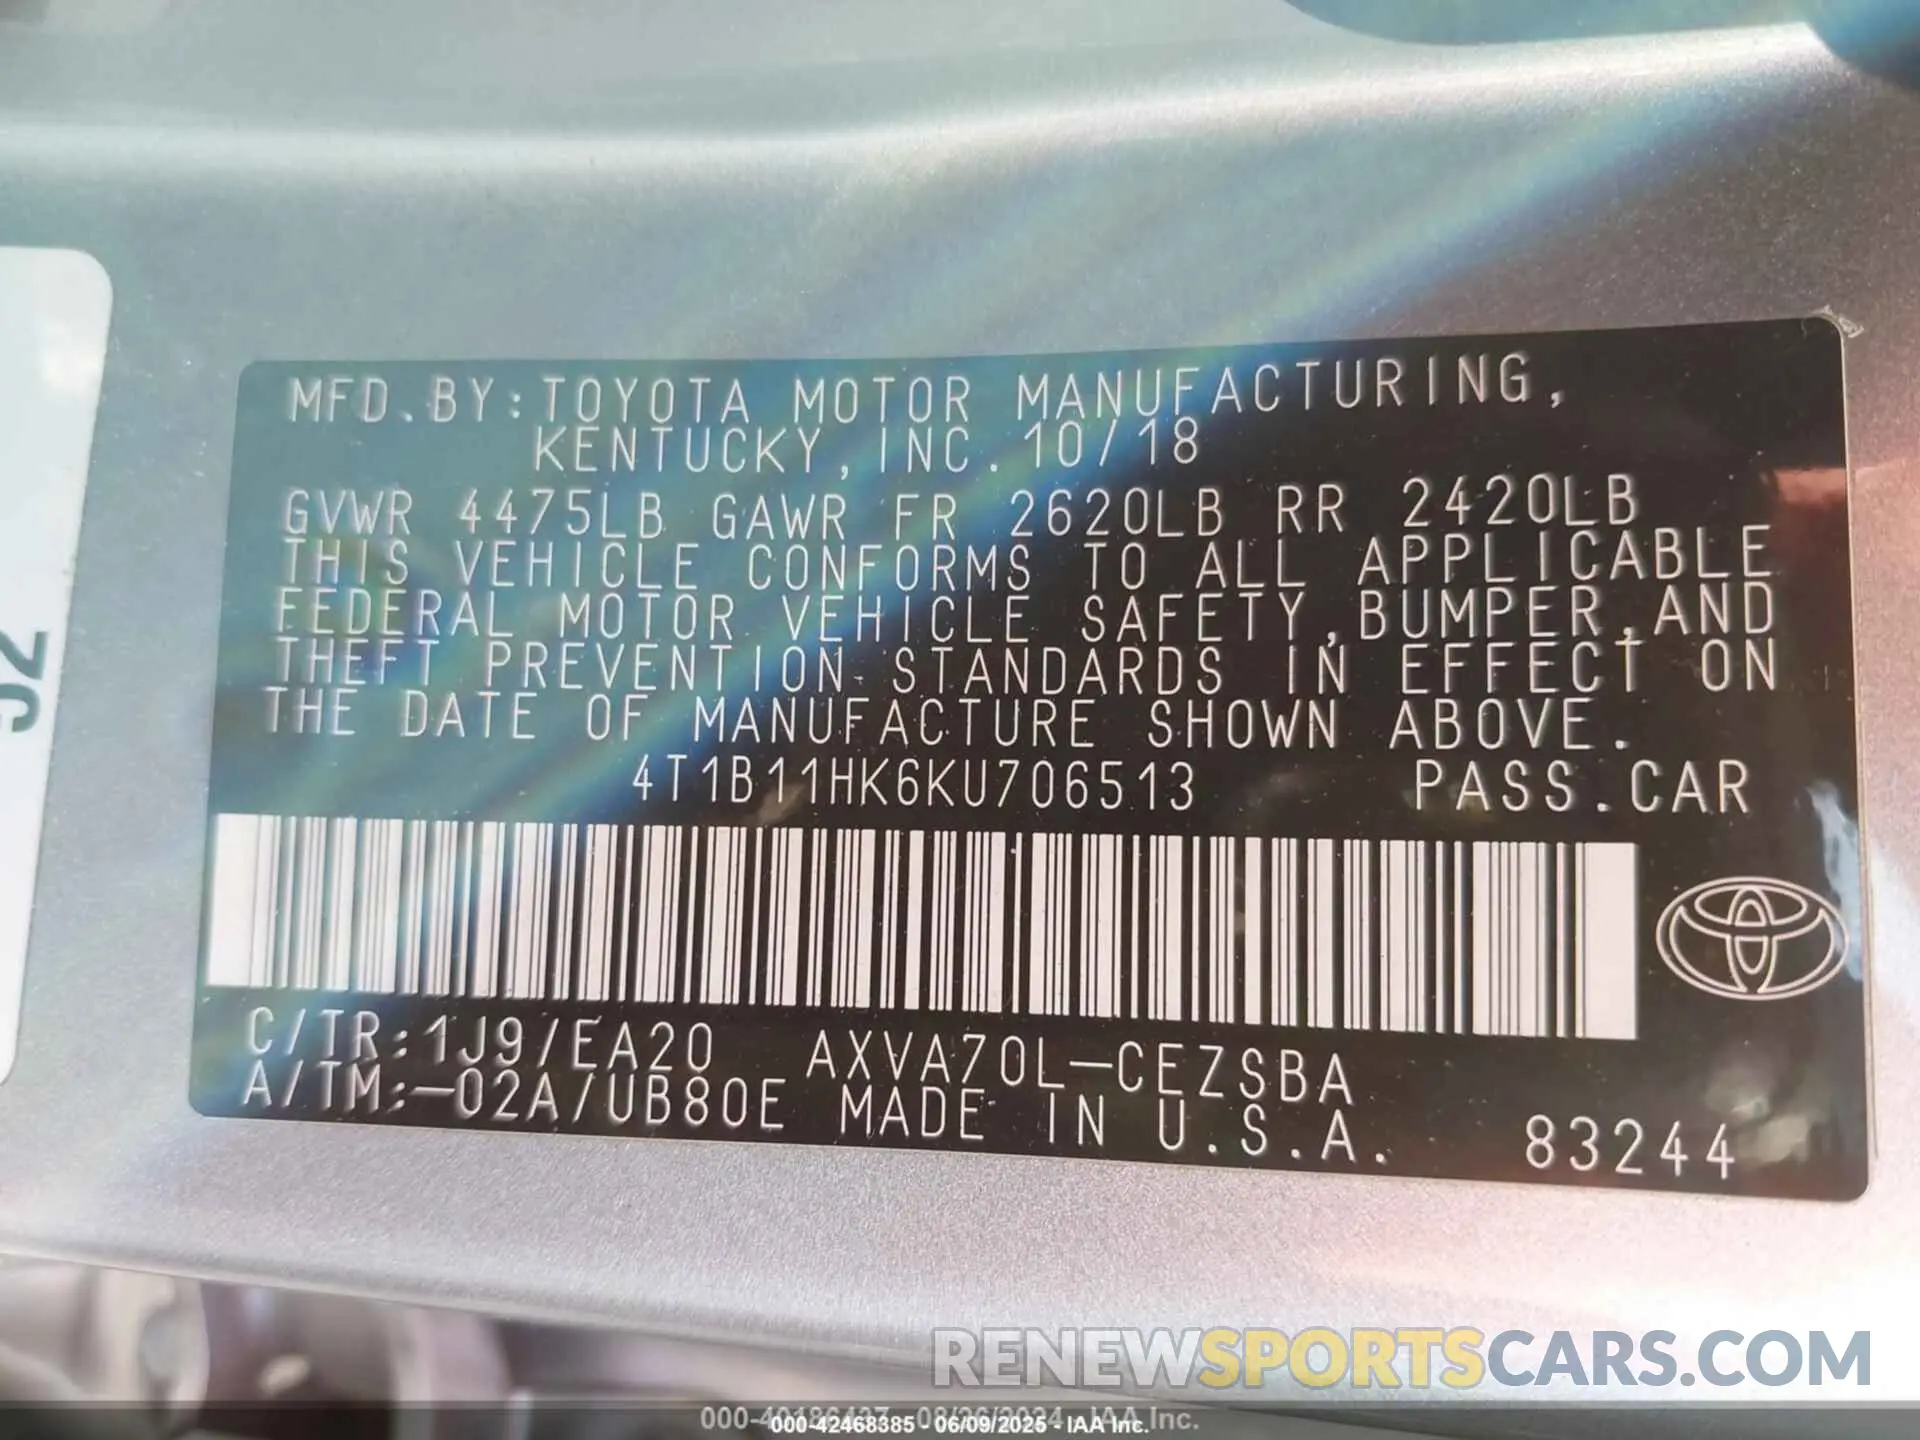 MFD.BY:TOYOTA MOTOR MANUFACTURING,
KENTUCKY,INC.10/18
GVWR 4475LB GAWR FR 2620LB RR 2420LB
THIS VEHICLE CONFORMS TO ALL APPLICABLE
FEDERAL MOTOR VEHICLE SAFETY,BUMPER,AND
THEFT PREVENTION STANDARDS IN EFFECT ON
THE DATE OF MANUFACTURE SHOWN ABOVE.
4T1B11HK6KU706513 PASS.CAR
C/TR:1J9/EA20 AXVA70L-CEZSBA
A/TM:-02A/UB80E MADE IN U.S.A. 83244
RENEWSPORTSCARS.COM
000-42468385 - 06/09/2025 - IAA Inc.